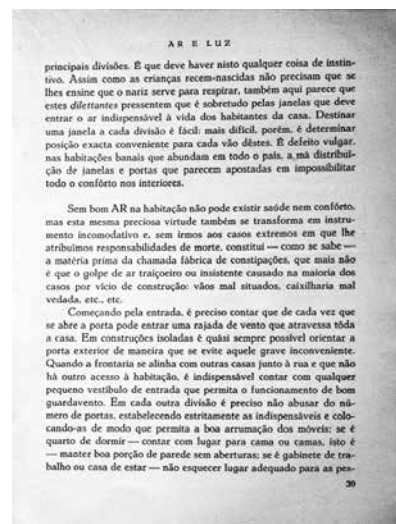 AR E LUZ
principais divisões. É que deve haver nisto qualquer coisa de instin-
tivo. Assim como as crianças recem-nascidas não precisam que se
lhes ensine que o nariz serve para respirar, também aqui parece que
estes dilettantes pressentem que é sobretudo pelas janelas que deve
entrar o ar indispensável à vida dos habitantes da casa. Destinar
uma janela a cada divisão é fácil: mais difícil, porém, é determinar
posição exacta conveniente para cada vão dêstes. É defeito vulgar,
nas habitações banais que abundam em todo o país, a má distribuï-
ção de janelas e portas que parecem apostadas em impossibilitar
todo o confôrto nos interiores.
Sem bom AR na habitação não pode existir saúde nem confôrto,
mas esta mesma preciosa virtude também se transforma em instru-
mento incomodativo e, sem irmos aos casos extremos em que lhe
atribuïmos responsabilidades de morte, constitui — como se sabe —
a matéria prima da chamada fábrica de constipações, que mais não
é que o golpe de ar traiçoeiro ou insistente causado na maioria dos
casos por vício de construção: vãos mal situados, caixilharia mal
vedada, etc., etc.
Começando pela entrada, é preciso contar que de cada vez que
se abre a porta pode entrar uma rajada de vento que atravessa tôda
a casa. Em construções isoladas é quási sempre possível orientar a
porta exterior de maneira que se evite aquele grave inconveniente.
Quando a frontaria se alinha com outras casas junto à rua e que não
há outro acesso à habitação, é indispensável contar com qualquer
pequeno vestíbulo de entrada que permita o funcionamento de bom
guardavento. Em cada outra divisão é preciso não abusar do nú-
mero de portas, estabelecendo estritamente as indispensáveis e colo-
cando-as de modo que permita a boa arrumação dos móveis; se é
quarto de dormir — contar com lugar para cama ou camas, isto é
— manter boa porção de parede sem aberturas; se é gabinete de tra-
balho ou casa de estar — não esquecer lugar adequado para as pes-
39